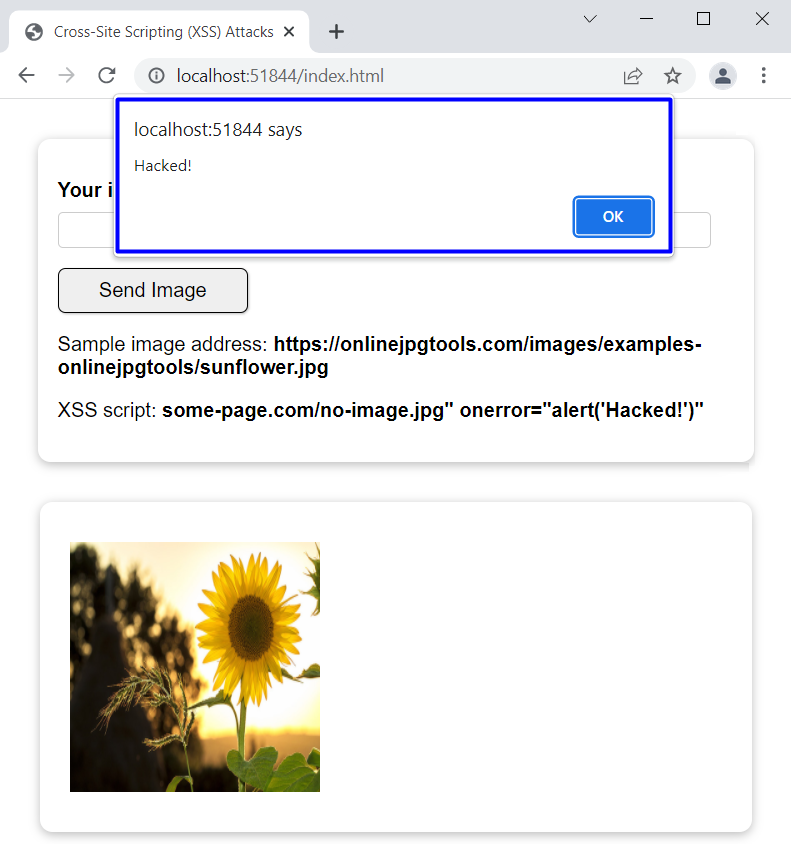 Cross-Site Scripting (XSS) Attacks
localhost:51844/index.html
localhost:51844 says
Hacked!
OK
Your i
Send Image
Sample image address: https://onlinejpgtools.com/images/examples-
onlinejpgtools/sunflower.jpg
XSS script: some-page.com/no-image.jpg" onerror="alert('Hacked!')"